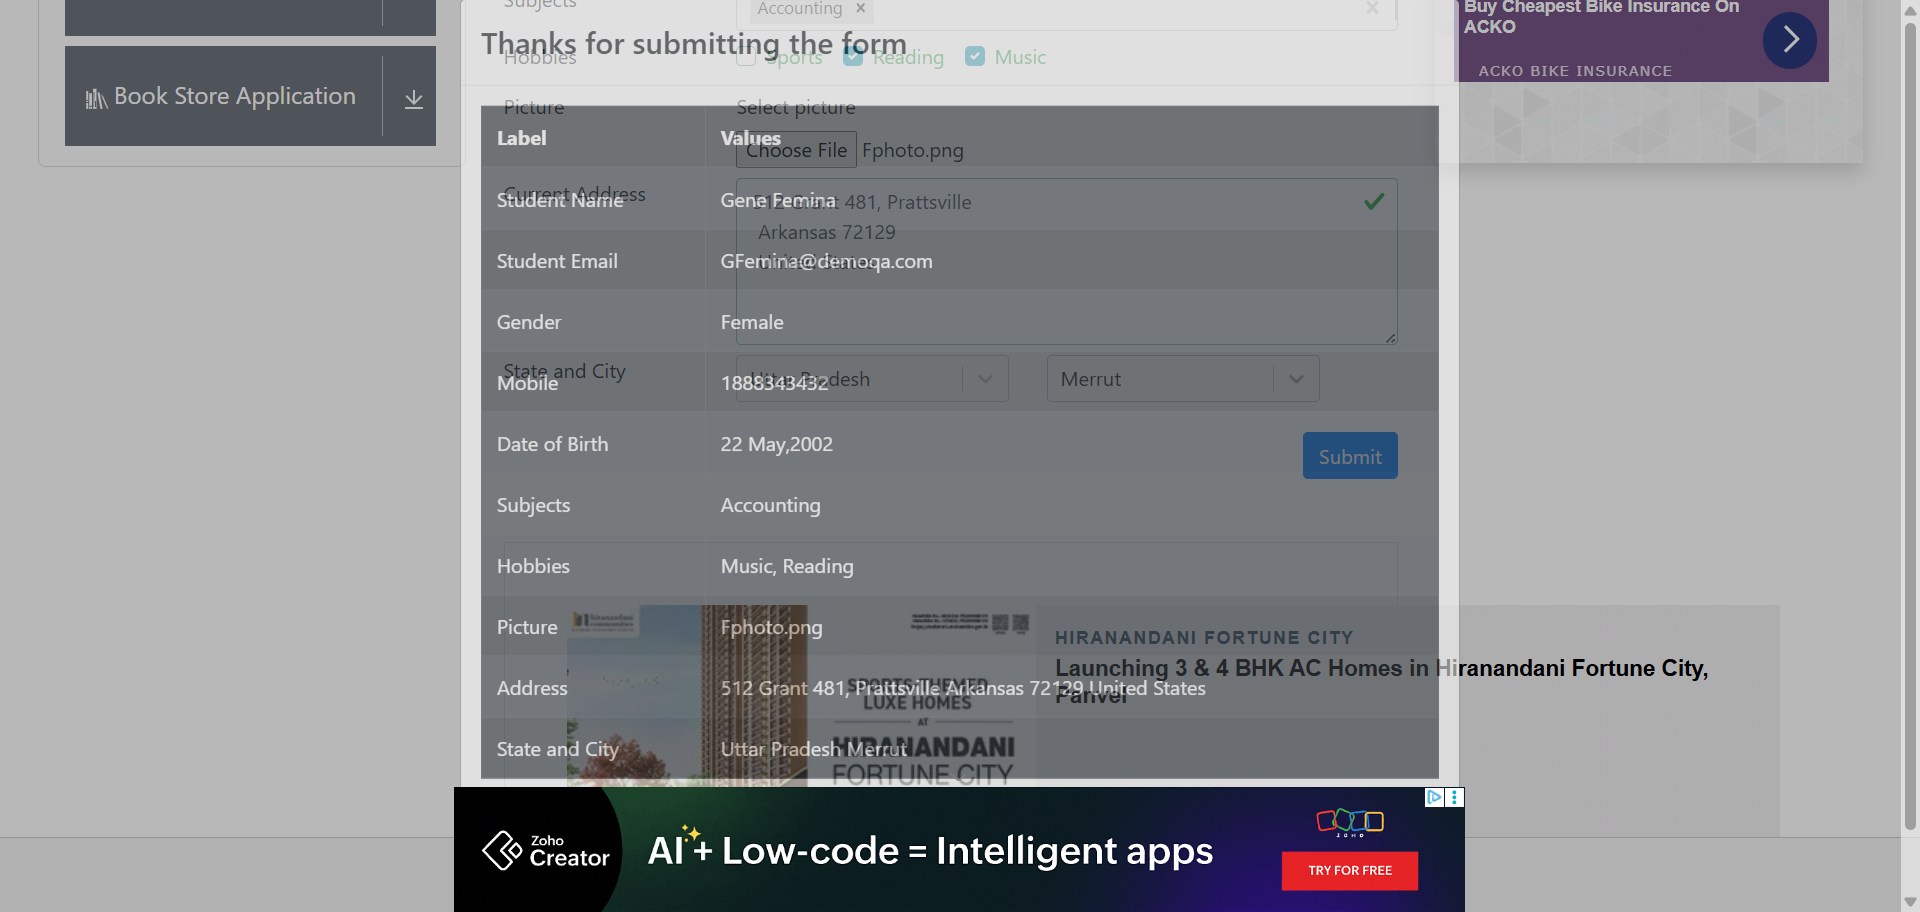 Subjects
Accounting ×
Buy Cheapest Bike Insurance On
ACKO
ACKO BIKE INSURANCE
Thanks for submitting the form
Hobbies
Sports
Reading
Music
Book Store Application
Picture
Select picture
Label
Values
Choose File
Fphoto.png
Current Address
512 Grant 481, Prattsville
Arkansas 72129
United States
Student Name
Gene Femina
Student Email
GFemina@demoqa.com
Gender
Female
State and City
Uttar Pradesh
Merrut
Mobile
1888343432
Date of Birth
22 May,2002
Submit
Subjects
Accounting
Hobbies
Music, Reading
Picture
Fphoto.png
Address
512 Grant 481, Prattsville Arkansas 72129 United States
State and City
Uttar Pradesh Merrut
hiranandani
SPORTS-THEMED
LUXE HOMES
AT
HIRANANDANI
FORTUNE CITY
HIRANANDANI FORTUNE CITY
Launching 3 & 4 BHK AC Homes in Hiranandani Fortune City,
Panvel
Zoho
Creator
AI + Low-code = Intelligent apps
ZOHO
TRY FOR FREE